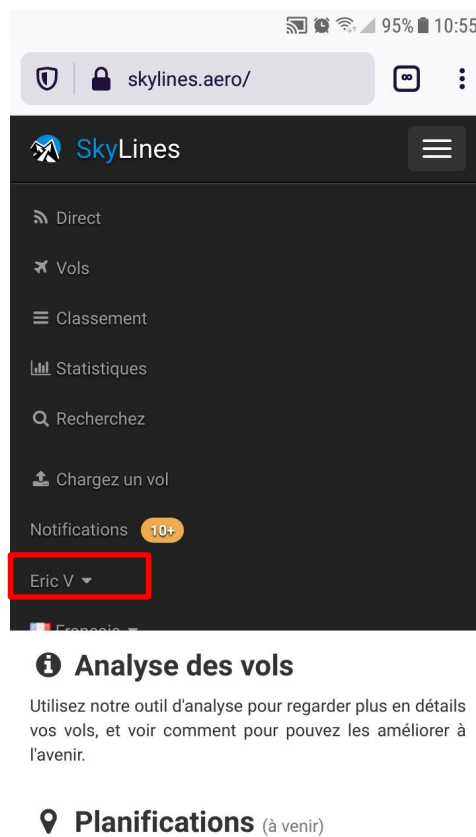 95% 10:55
skylines.aero/
SkyLines
Direct
Vols
Classement
Statistiques
Recherchez
Chargez un vol
Notifications 10+
Eric V
Français
Analyse des vols
Utilisez notre outil d'analyse pour regarder plus en détails
vos vols, et voir comment pour pouvez les améliorer à
l'avenir.
Planifications (à venir)